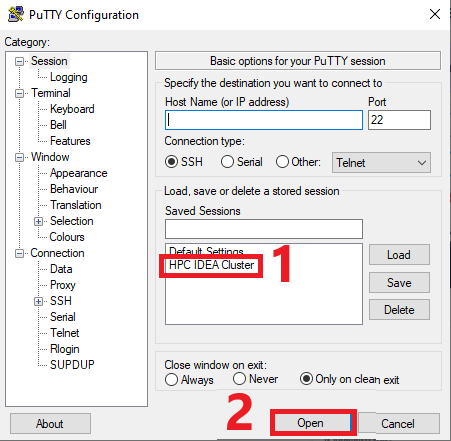 PuTTY Configuration
Category:
Session
Logging
Terminal
Keyboard
Bell
Features
Window
Appearance
Behaviour
Translation
Selection
Colours
Connection
Data
Proxy
SSH
Serial
Telnet
Rlogin
SUPDUP
Basic options for your PuTTY session
Specify the destination you want to connect to
Host Name (or IP address) Port
22
Connection type:
SSH Serial Other: Telnet
Load, save or delete a stored session
Saved Sessions
Default Settings
HPC IDEA Cluster
1
Load
Save
Delete
Close window on exit:
Always Never Only on clean exit
2
About Open Cancel